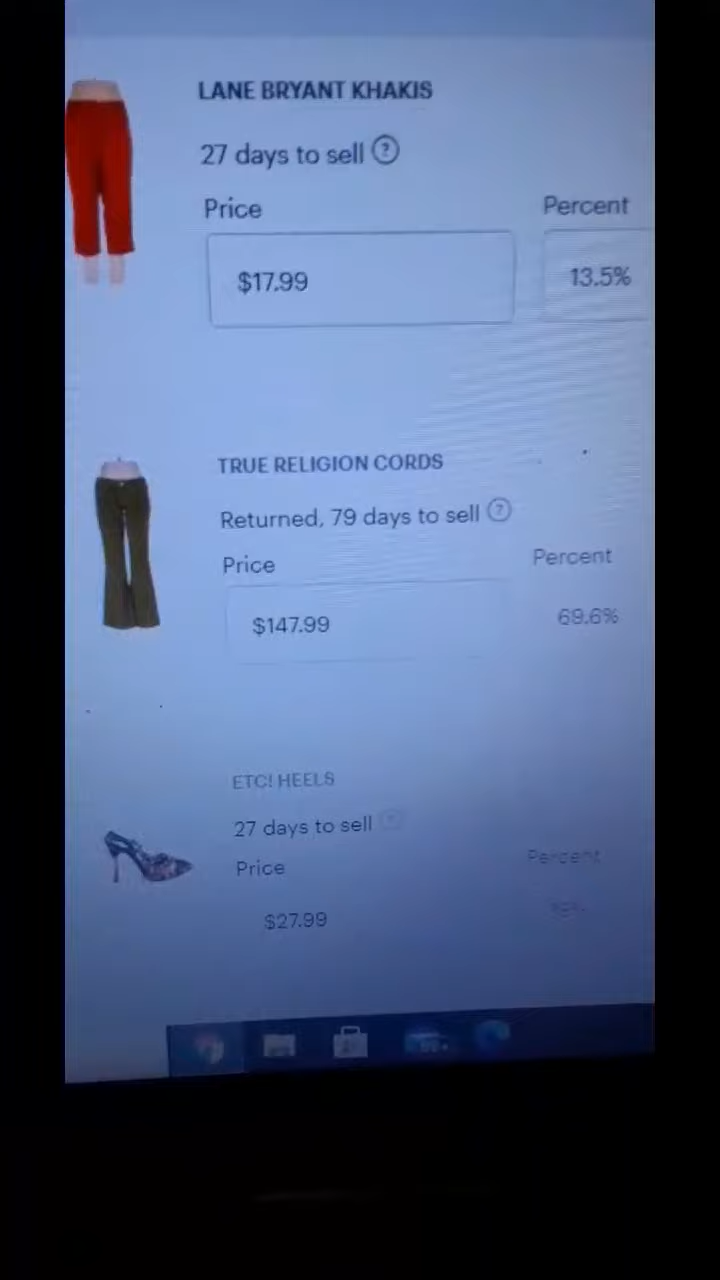 LANE BRYANT KHAKIS
27 days to sell ?
Price Percent
$17.99 13.5%
TRUE RELIGION CORDS
Returned, 79 days to sell ?
Price Percent
$147.99 69.6%
ETC! HEELS
27 days to sell
Price Percent
$27.99